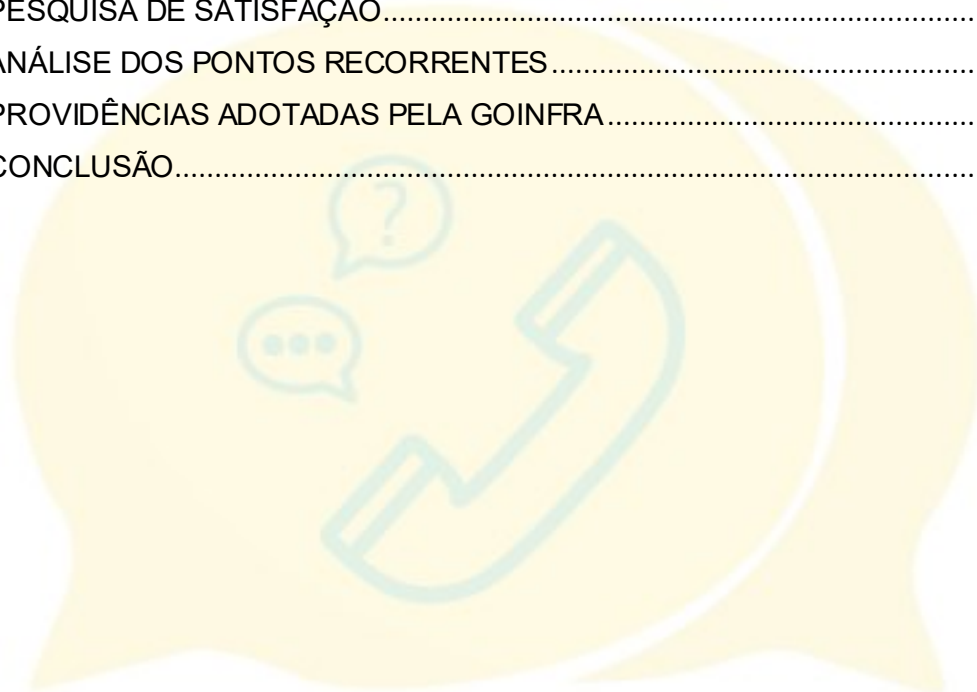 PESQUISA DE SATISFAÇÃO................................................................................
ANÁLISE DOS PONTOS RECORRENTES.....................................................
PROVIDÊNCIAS ADOTADAS PELA GOINFRA..............................................
CONCLUSÃO....................................................................................................